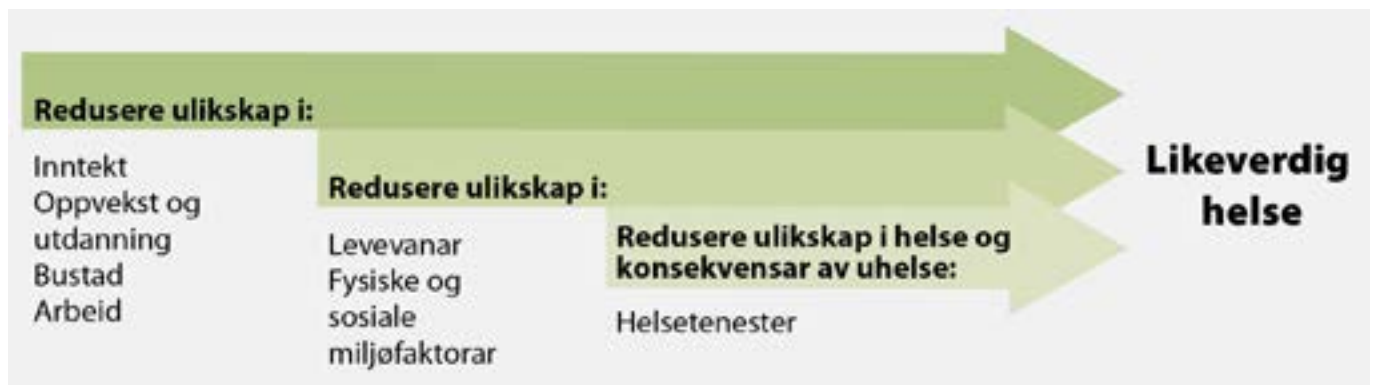 Redusere ulikskap i:
Inntekt
Oppvekst og
utdanning
Bustad
Arbeid
Redusere ulikskap i:
Levevanar
Fysiske og
sosiale
miljøfaktorar
Redusere ulikskap i helse og
konsekvensar av uhelse:
Helsetenester
Likeverdig
helse